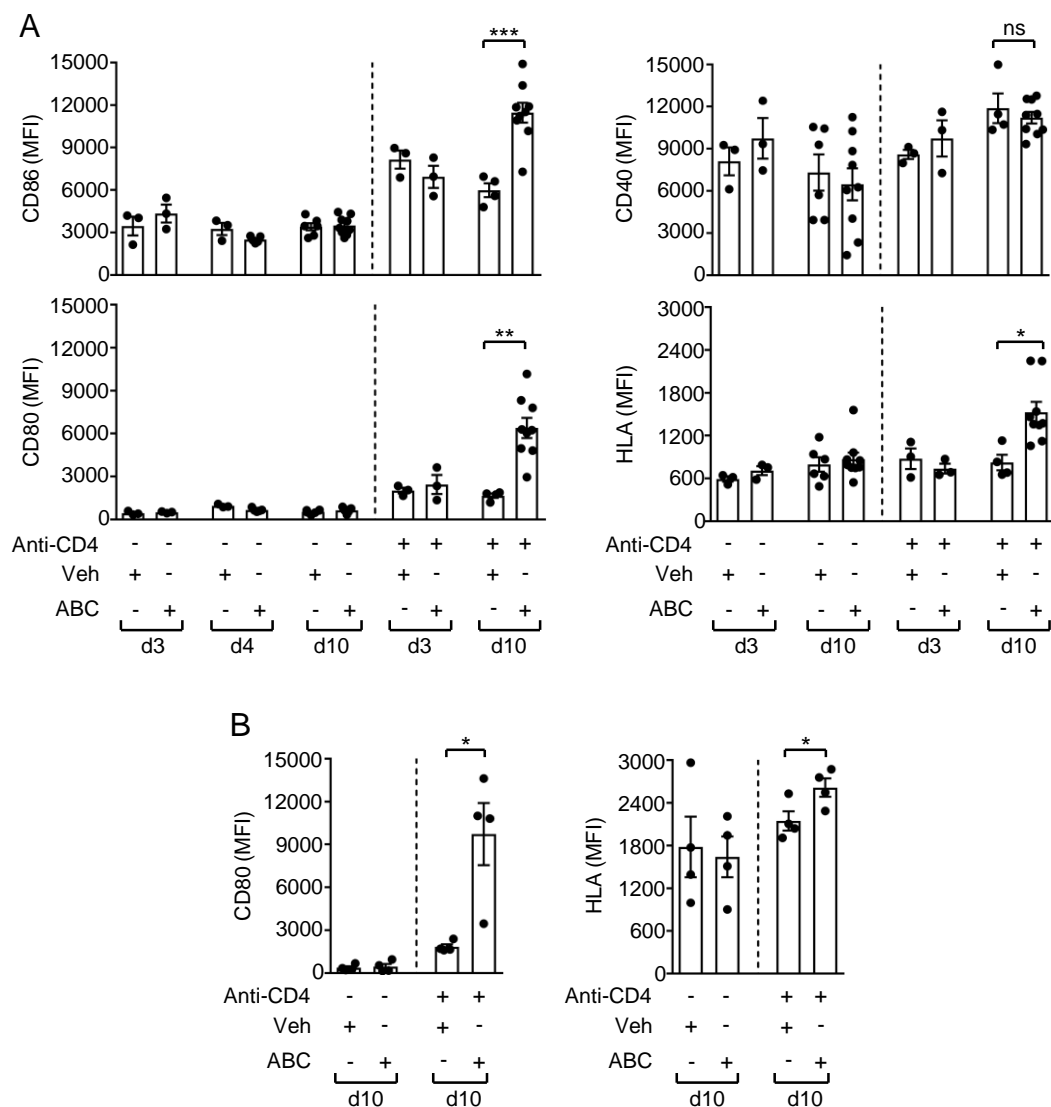 A
***
15000
12000
9000
6000
3000
0
CD86 (MFI)
ns
15000
12000
9000
6000
3000
0
CD40 (MFI)
**
15000
12000
9000
6000
3000
0
CD80 (MFI)
*
3000
2400
1800
1200
600
0
HLA (MFI)
Anti-CD4 - - - - - - + + + +
Veh + - + - + - + - + -
ABC - + - + - + - + - +
d3 d4 d10 d3 d10
Anti-CD4 - - - - + + + +
Veh + - + - + - + -
ABC - + - + - + - +
d3 d10 d3 d10
B
*
15000
12000
9000
6000
3000
0
CD80 (MFI)
Anti-CD4 - - + +
Veh + - + -
ABC - + - +
d10 d10
*
3000
2400
1800
1200
600
0
HLA (MFI)
Anti-CD4 - - + +
Veh + - + -
ABC - + - +
d10 d10